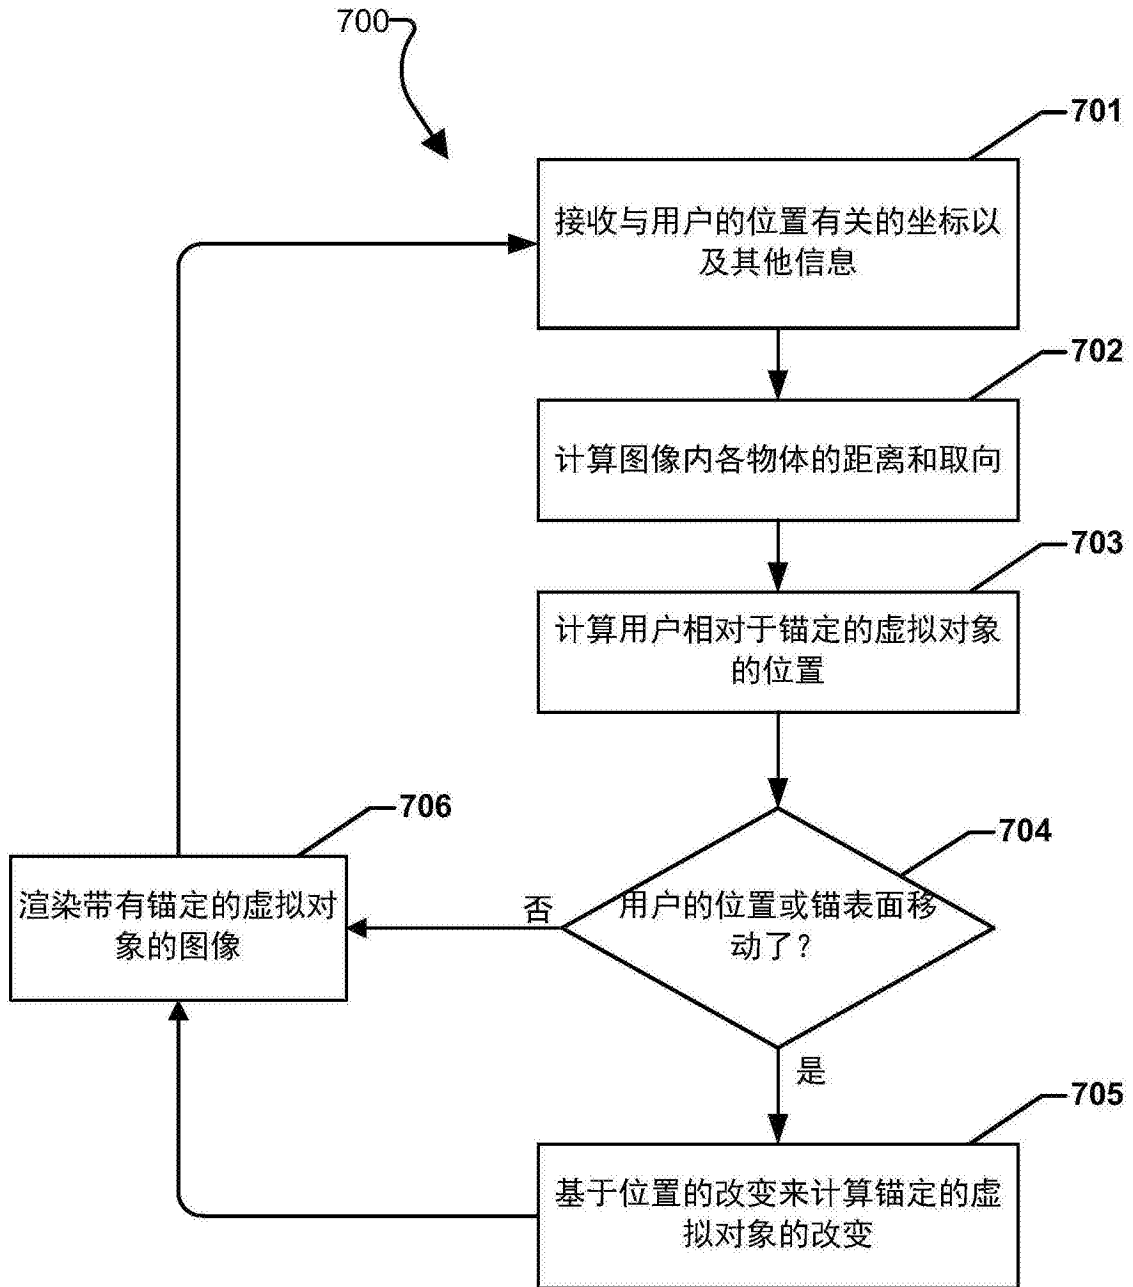 700
701
接收与用户的位置有关的坐标以
及其他信息
702
计算图像内各物体的距离和取向
703
计算用户相对于锚定的虚拟对象
的位置
704
用户的位置或锚表面移
动了？
否
是
706
渲染带有锚定的虚拟对
象的图像
705
基于位置的改变来计算锚定的虚
拟对象的改变